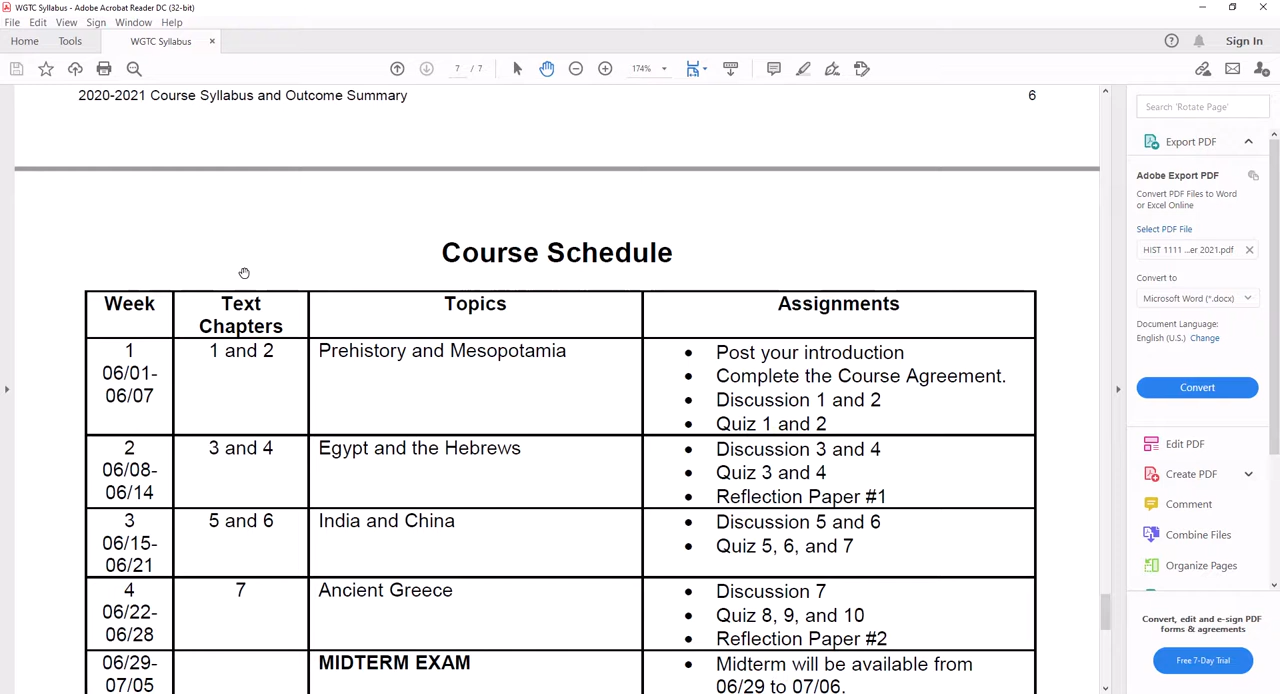 WGTC Syllabus - Adobe Acrobat Reader DC (32-bit)
File Edit View Sign Window Help
Home Tools WGTC Syllabus × Sign In
7 / 7 174%
2020-2021 Course Syllabus and Outcome Summary 6
Course Schedule
Week Text Chapters Topics Assignments
1
06/01-
06/07
1 and 2
Prehistory and Mesopotamia
• Post your introduction
• Complete the Course Agreement.
• Discussion 1 and 2
• Quiz 1 and 2
2
06/08-
06/14
3 and 4
Egypt and the Hebrews
• Discussion 3 and 4
• Quiz 3 and 4
• Reflection Paper #1
3
06/15-
06/21
5 and 6
India and China
• Discussion 5 and 6
• Quiz 5, 6, and 7
4
06/22-
06/28
7
Ancient Greece
• Discussion 7
• Quiz 8, 9, and 10
• Reflection Paper #2
06/29-
07/05
MIDTERM EXAM
• Midterm will be available from
06/29 to 07/06.
Search 'Rotate Page'
Export PDF
Adobe Export PDF
Convert PDF Files to Word
or Excel Online
Select PDF File
HIST 1111 ...er 2021.pdf
Convert to
Microsoft Word (*.docx)
Document Language:
English (U.S.) Change
Convert
Edit PDF
Create PDF
Comment
Combine Files
Organize Pages
Convert, edit and e-sign PDF
forms & agreements
Free 7-Day Trial